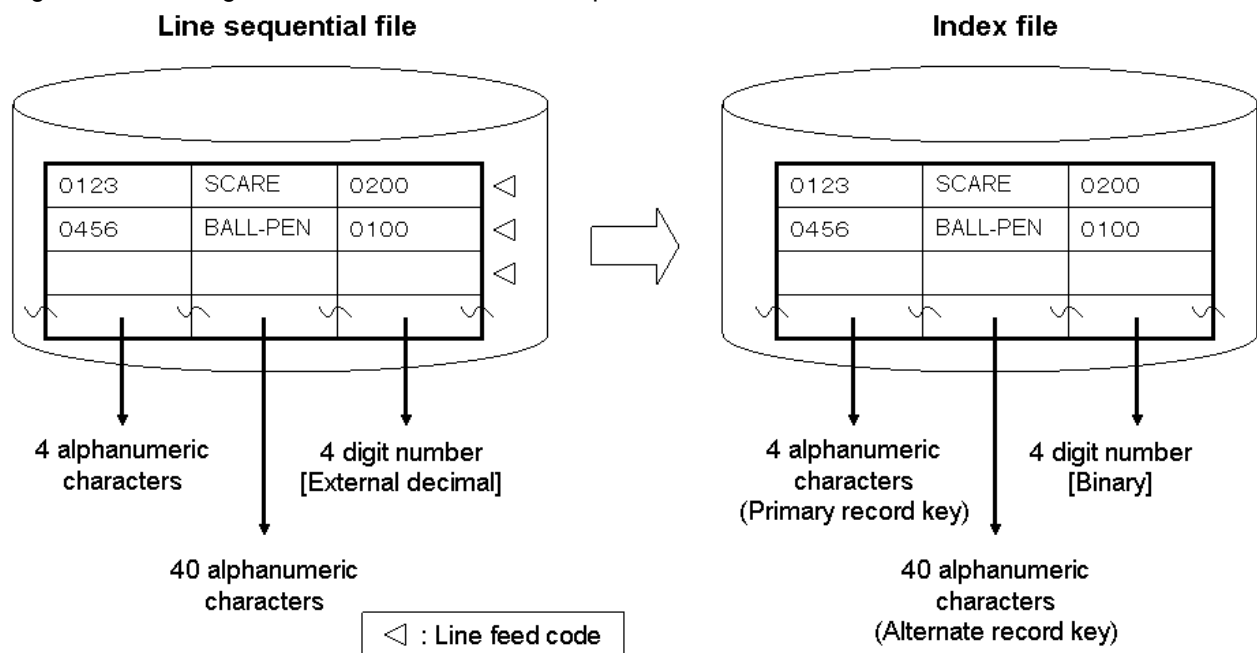 Line sequential file
Index file
0123 SCARE 0200
0456 BALL-PEN 0100
0123 SCARE 0200
0456 BALL-PEN 0100
4 alphanumeric
characters
4 digit number
[External decimal]
40 alphanumeric
characters
4 alphanumeric
characters
(Primary record key)
4 digit number
[Binary]
40 alphanumeric
characters
(Alternate record key)
: Line feed code